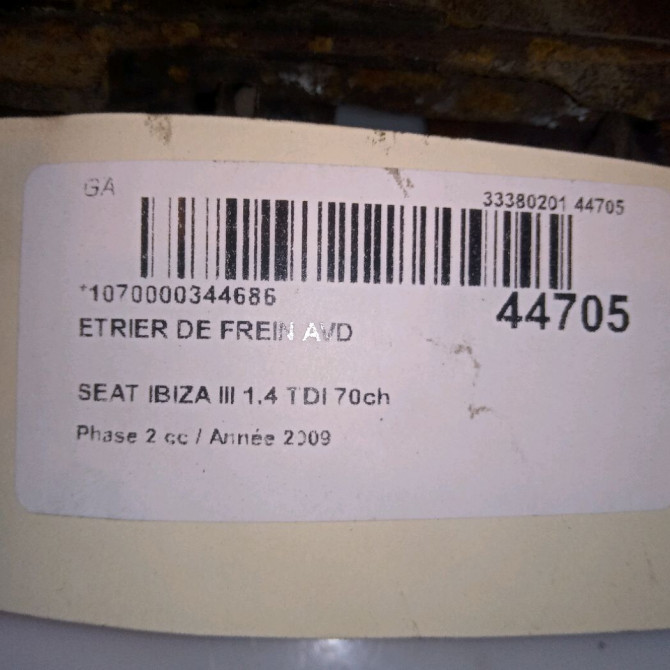 GA
33380201 44705
*1070000344686
44705
ETRIER DE FREIN AVD
SEAT IBIZA III 1.4 TDI 70ch
Phase 2 cc / Année 2009